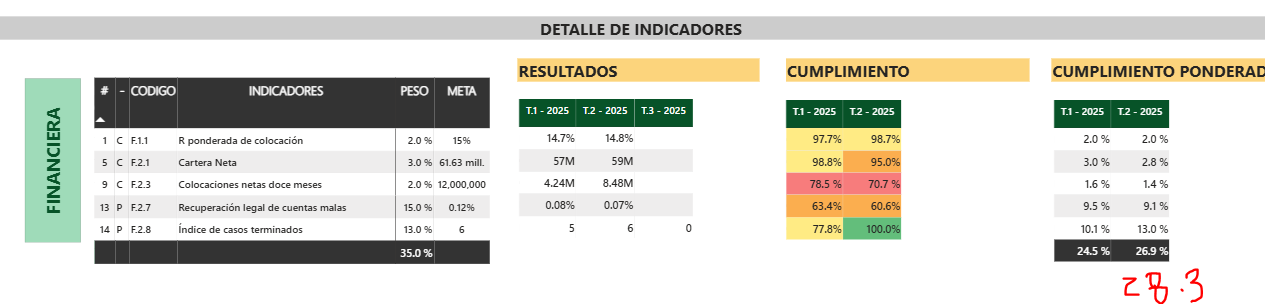 DETALLE DE INDICADORES
RESULTADOS CUMPLIMIENTO CUMPLIMIENTO PONDERAD
FINANCIERA
# - CODIGO INDICADORES PESO META T.1 - 2025 T.2 - 2025 T.3 - 2025 T.1 - 2025 T.2 - 2025 T.1 - 2025 T.2 - 2025
1 C F.1.1 R ponderada de colocación 2.0 % 15% 14.7% 14.8% 97.7% 98.7% 2.0 % 2.0 %
5 C F.2.1 Cartera Neta 3.0 % 61.63 mill. 57M 59M 98.8% 95.0% 3.0 % 2.8 %
9 C F.2.3 Colocaciones netas doce meses 2.0 % 12,000,000 4.24M 8.48M 78.5 % 70.7 % 1.6 % 1.4 %
13 P F.2.7 Recuperación legal de cuentas malas 15.0 % 0.12% 0.08% 0.07% 63.4% 60.6% 9.5 % 9.1 %
14 P F.2.8 Índice de casos terminados 13.0 % 6 5 6 0 77.8% 100.0% 10.1 % 13.0 %
35.0 % 24.5 % 26.9 %
28.3